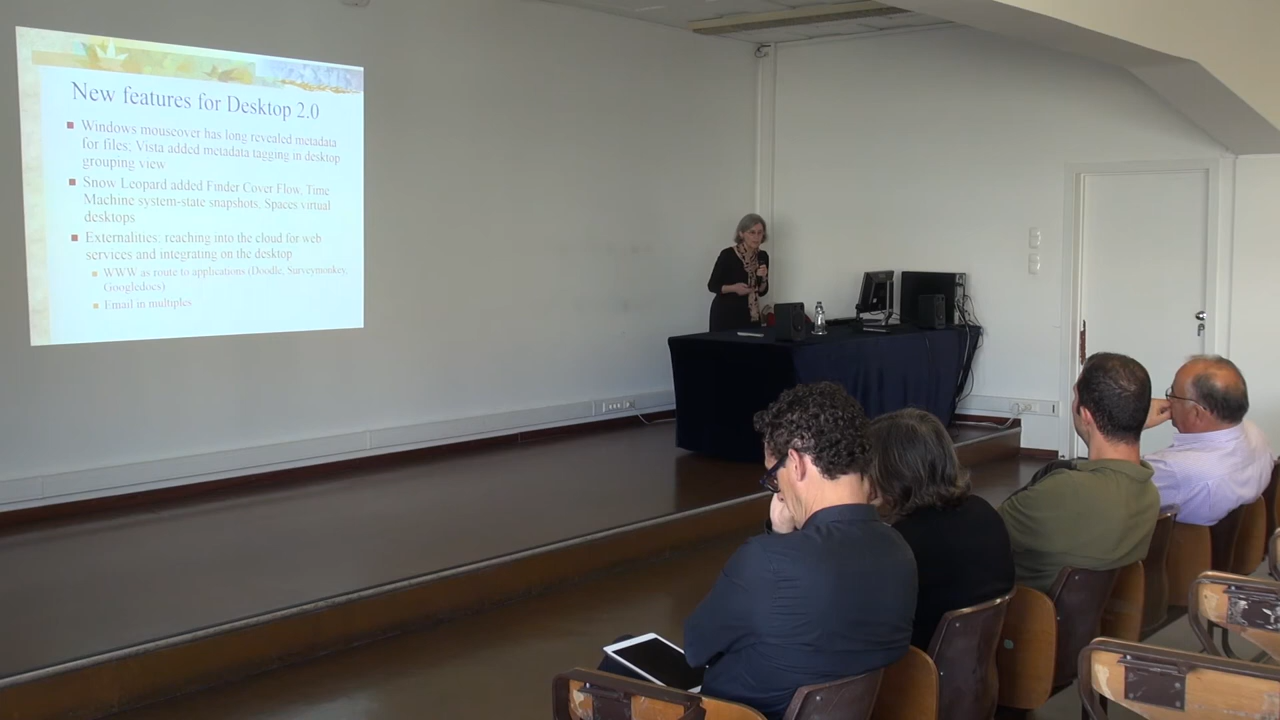 New features for Desktop 2.0
Windows mouseover has long revealed metadata
for files; Vista added metadata tagging in desktop
grouping view
Snow Leopard added Finder Cover Flow, Time
Machine system-state snapshots, Spaces virtual
desktops
Externalities: reaching into the cloud for web
services and integrating on the desktop
WWW as route to applications (Doodle, Surveymonkey,
Googledocs)
Email in multiples